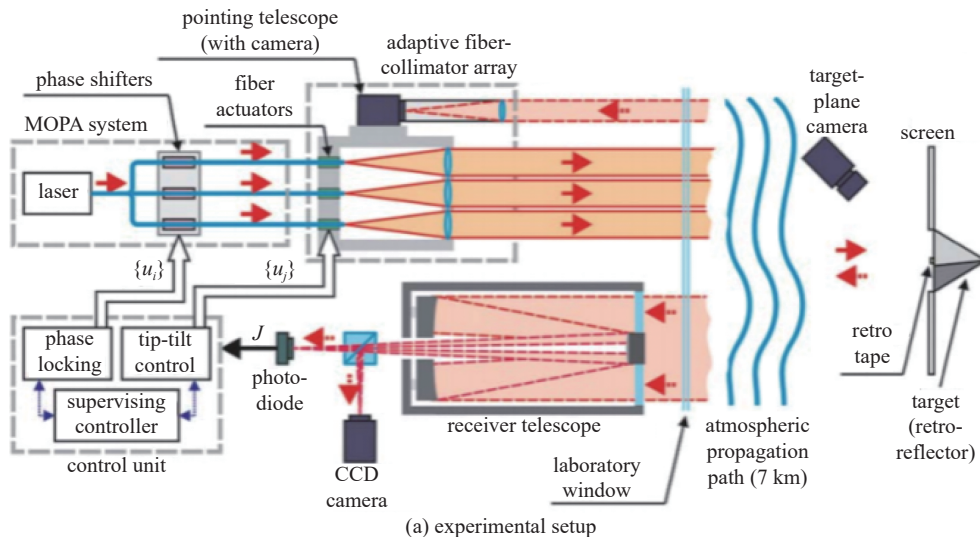 pointing telescope
(with camera)
adaptive fiber-
collimator array
phase shifters
fiber
actuators
MOPA system
target-
plane
camera
screen
laser
{u_i}
{u_j}
phase
locking
tip-tilt
control
J
photo-
diode
supervising
controller
control unit
CCD
camera
receiver telescope
laboratory
window
atmospheric
propagation
path (7 km)
retro
tape
target
(retro-
reflector)
(a) experimental setup